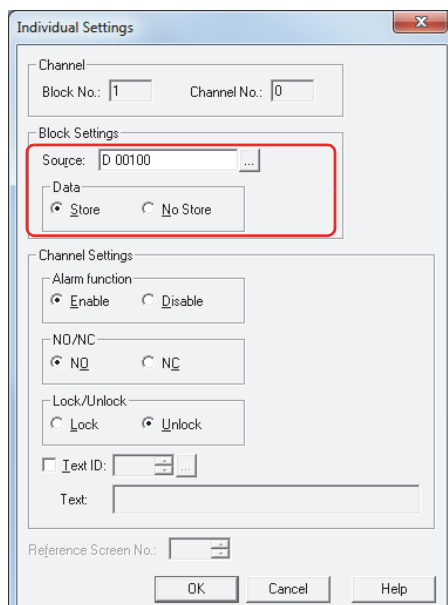 Individual Settings
Channel
Block No.: 1 Channel No.: 0
Block Settings
Source: D 00100 ...
Data
Store No Store
Channel Settings
Alarm function
Enable Disable
NO/NC
NO NC
Lock/Unlock
Lock Unlock
Text ID: ...
Text:
Reference Screen No.:
OK Cancel Help